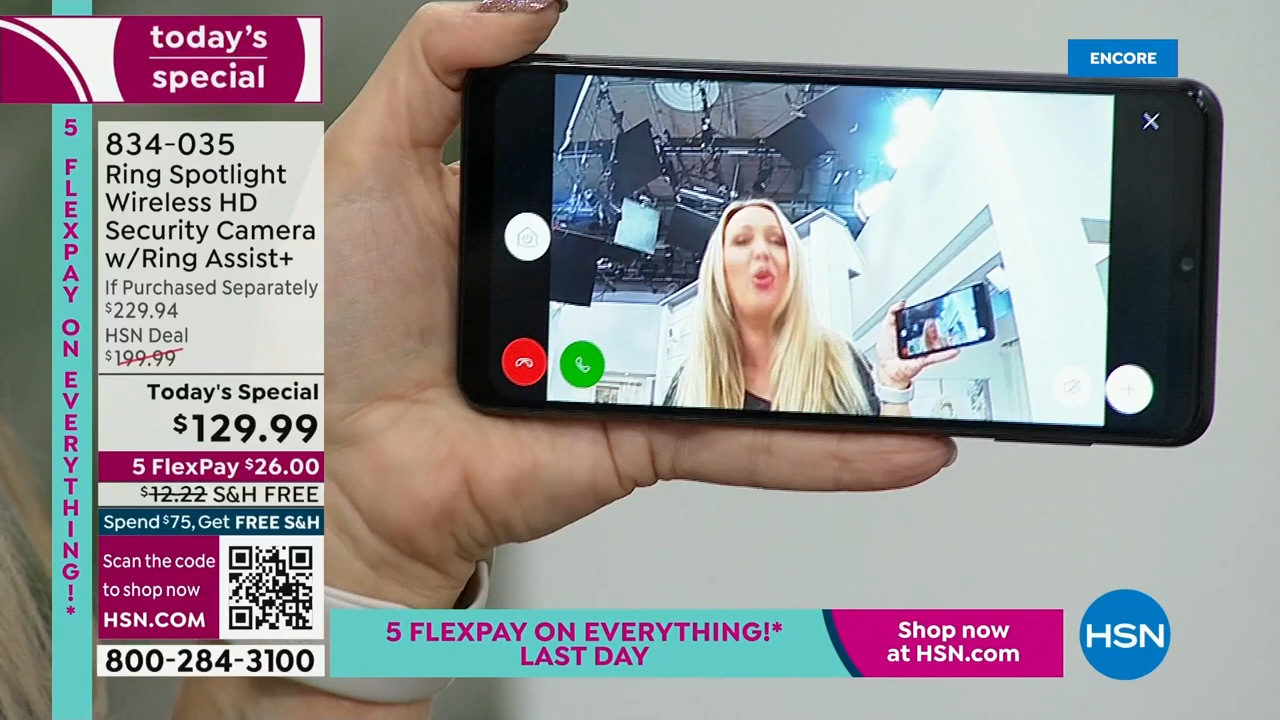 today's
special
ENCORE
5 FLEXPAY ON EVERYTHING!*
834-035
Ring Spotlight
Wireless HD
Security Camera
w/Ring Assist+
If Purchased Separately
$229.94
HSN Deal
$199.99
Today's Special
$129.99
5 FlexPay $26.00
$12.22 S&H FREE
Spend $75, Get FREE S&H
Scan the code
to shop now
HSN.COM
800-284-3100
5 FLEXPAY ON EVERYTHING!*
LAST DAY
Shop now
at HSN.com
HSN